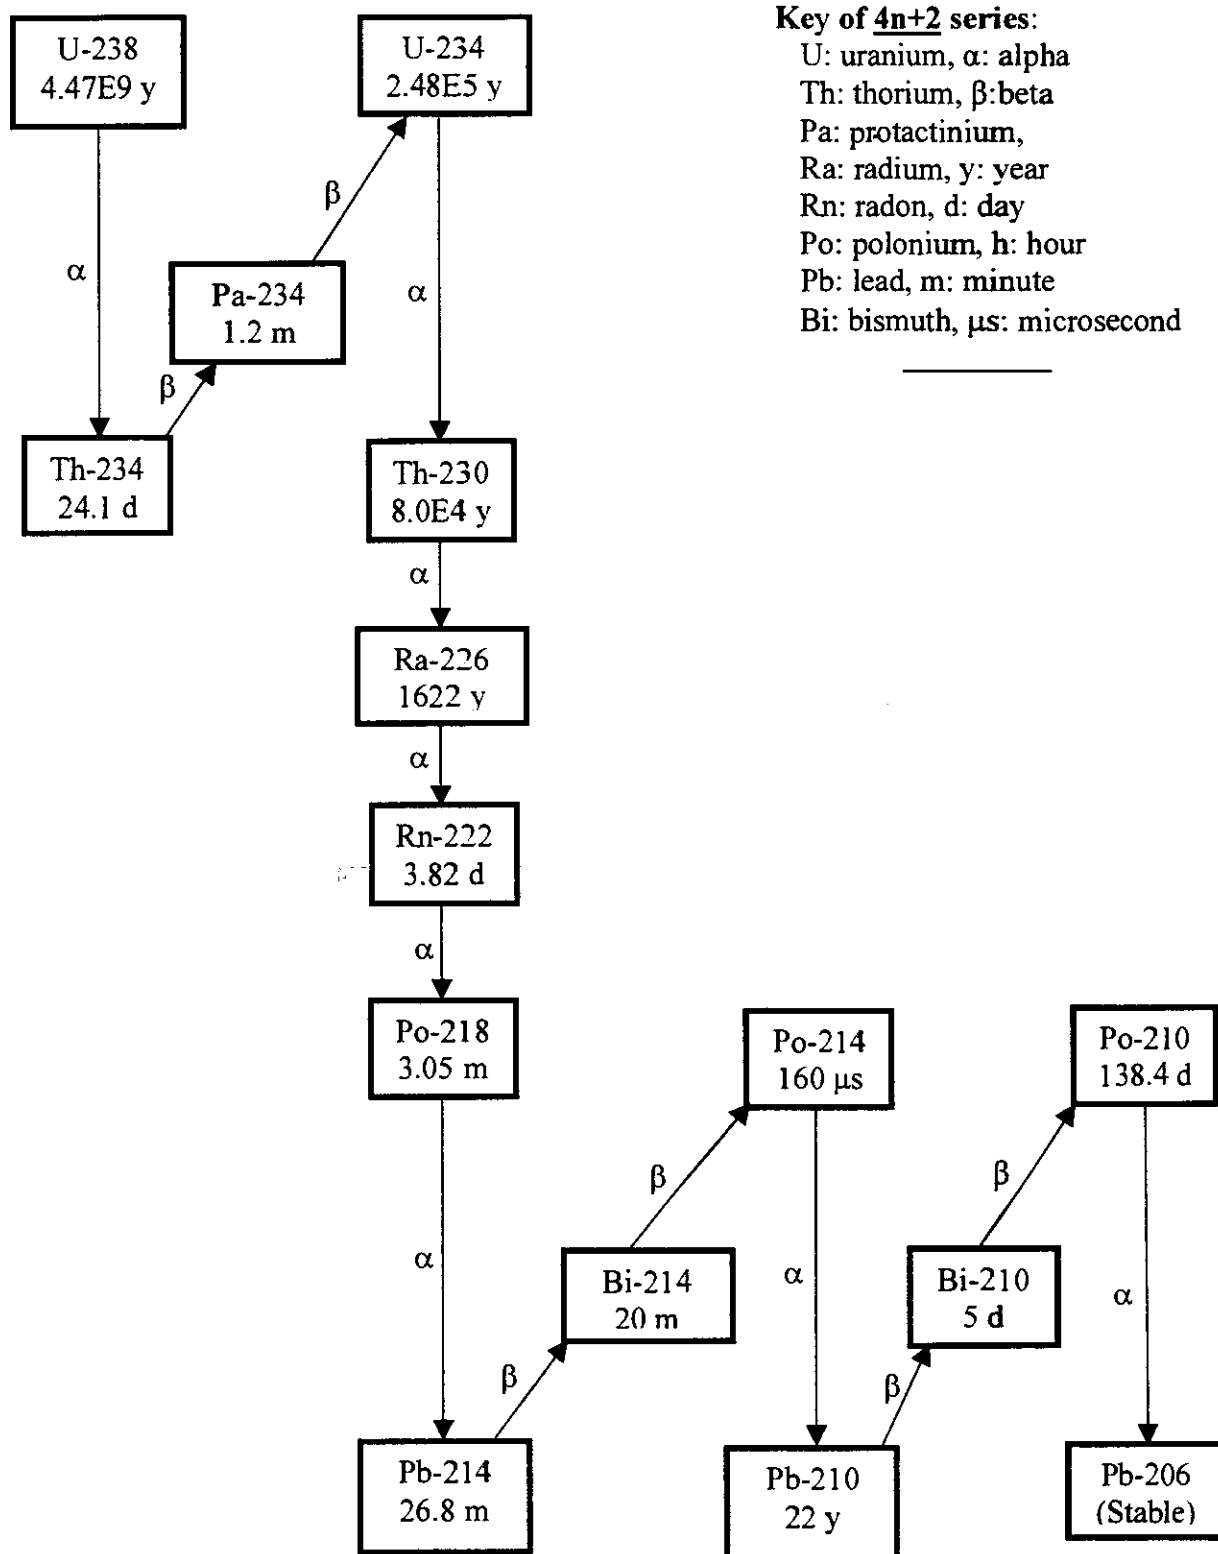 U-238
4.47E9 y
U-234
2.48E5 y
Key of 4n+2 series:
U: uranium, α: alpha
Th: thorium, β:beta
Pa: protactinium,
Ra: radium, y: year
Rn: radon, d: day
Po: polonium, h: hour
Pb: lead, m: minute
Bi: bismuth, μs: microsecond
β
α
Pa-234
1.2 m
α
β
Th-234
24.1 d
Th-230
8.0E4 y
α
Ra-226
1622 y
α
Rn-222
3.82 d
α
Po-218
3.05 m
Po-214
160 μs
Po-210
138.4 d
β
β
α
Bi-214
20 m
α
Bi-210
5 d
α
β
β
Pb-214
26.8 m
Pb-210
22 y
Pb-206
(Stable)